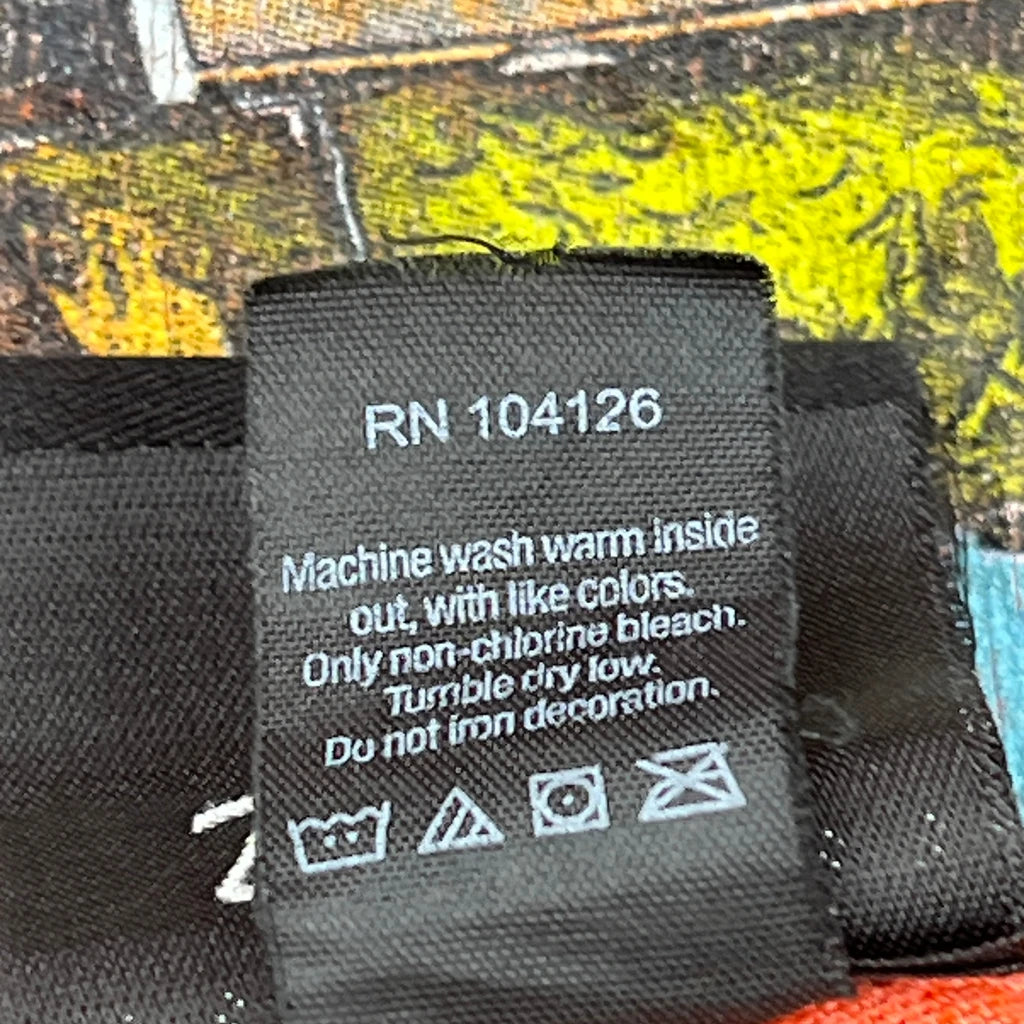 RN 104126
Machine wash warm inside
out, with like colors.
Only non-chlorine bleach.
Tumble dry low.
Do not iron decoration.